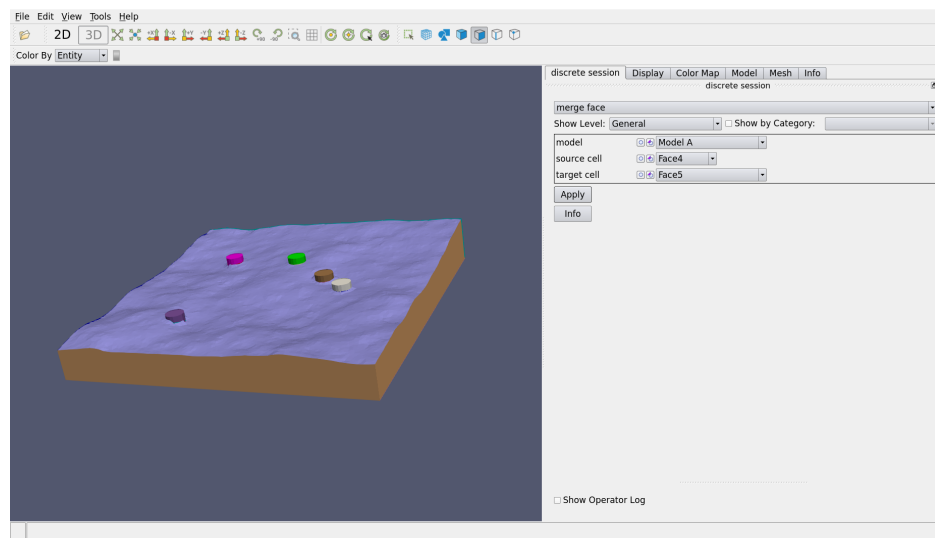 File Edit View Tools Help
2D 3D +X -X +Y -Y +Z -Z +90 -90
Color By Entity
discrete session Display Color Map Model Mesh Info
discrete session
merge face
Show Level: General Show by Category:
model Model A
source cell Face4
target cell Face5
Apply
Info
Show Operator Log